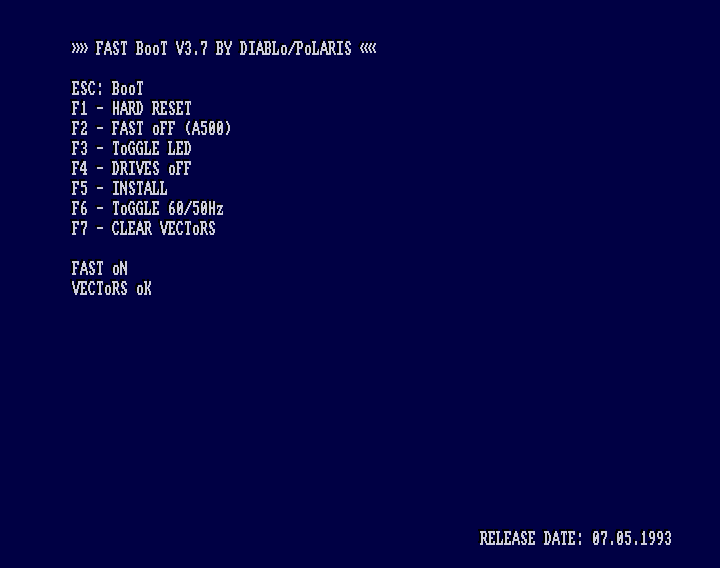 »» FAST BooT V3.7 BY DIABLo/PoLARIS ««
ESC: BooT
F1 - HARD RESET
F2 - FAST oFF (A500)
F3 - ToGGLE LED
F4 - DRIVES oFF
F5 - INSTALL
F6 - ToGGLE 60/50Hz
F7 - CLEAR VECToRS
FAST oN
VECToRS oK
RELEASE DATE: 07.05.1993